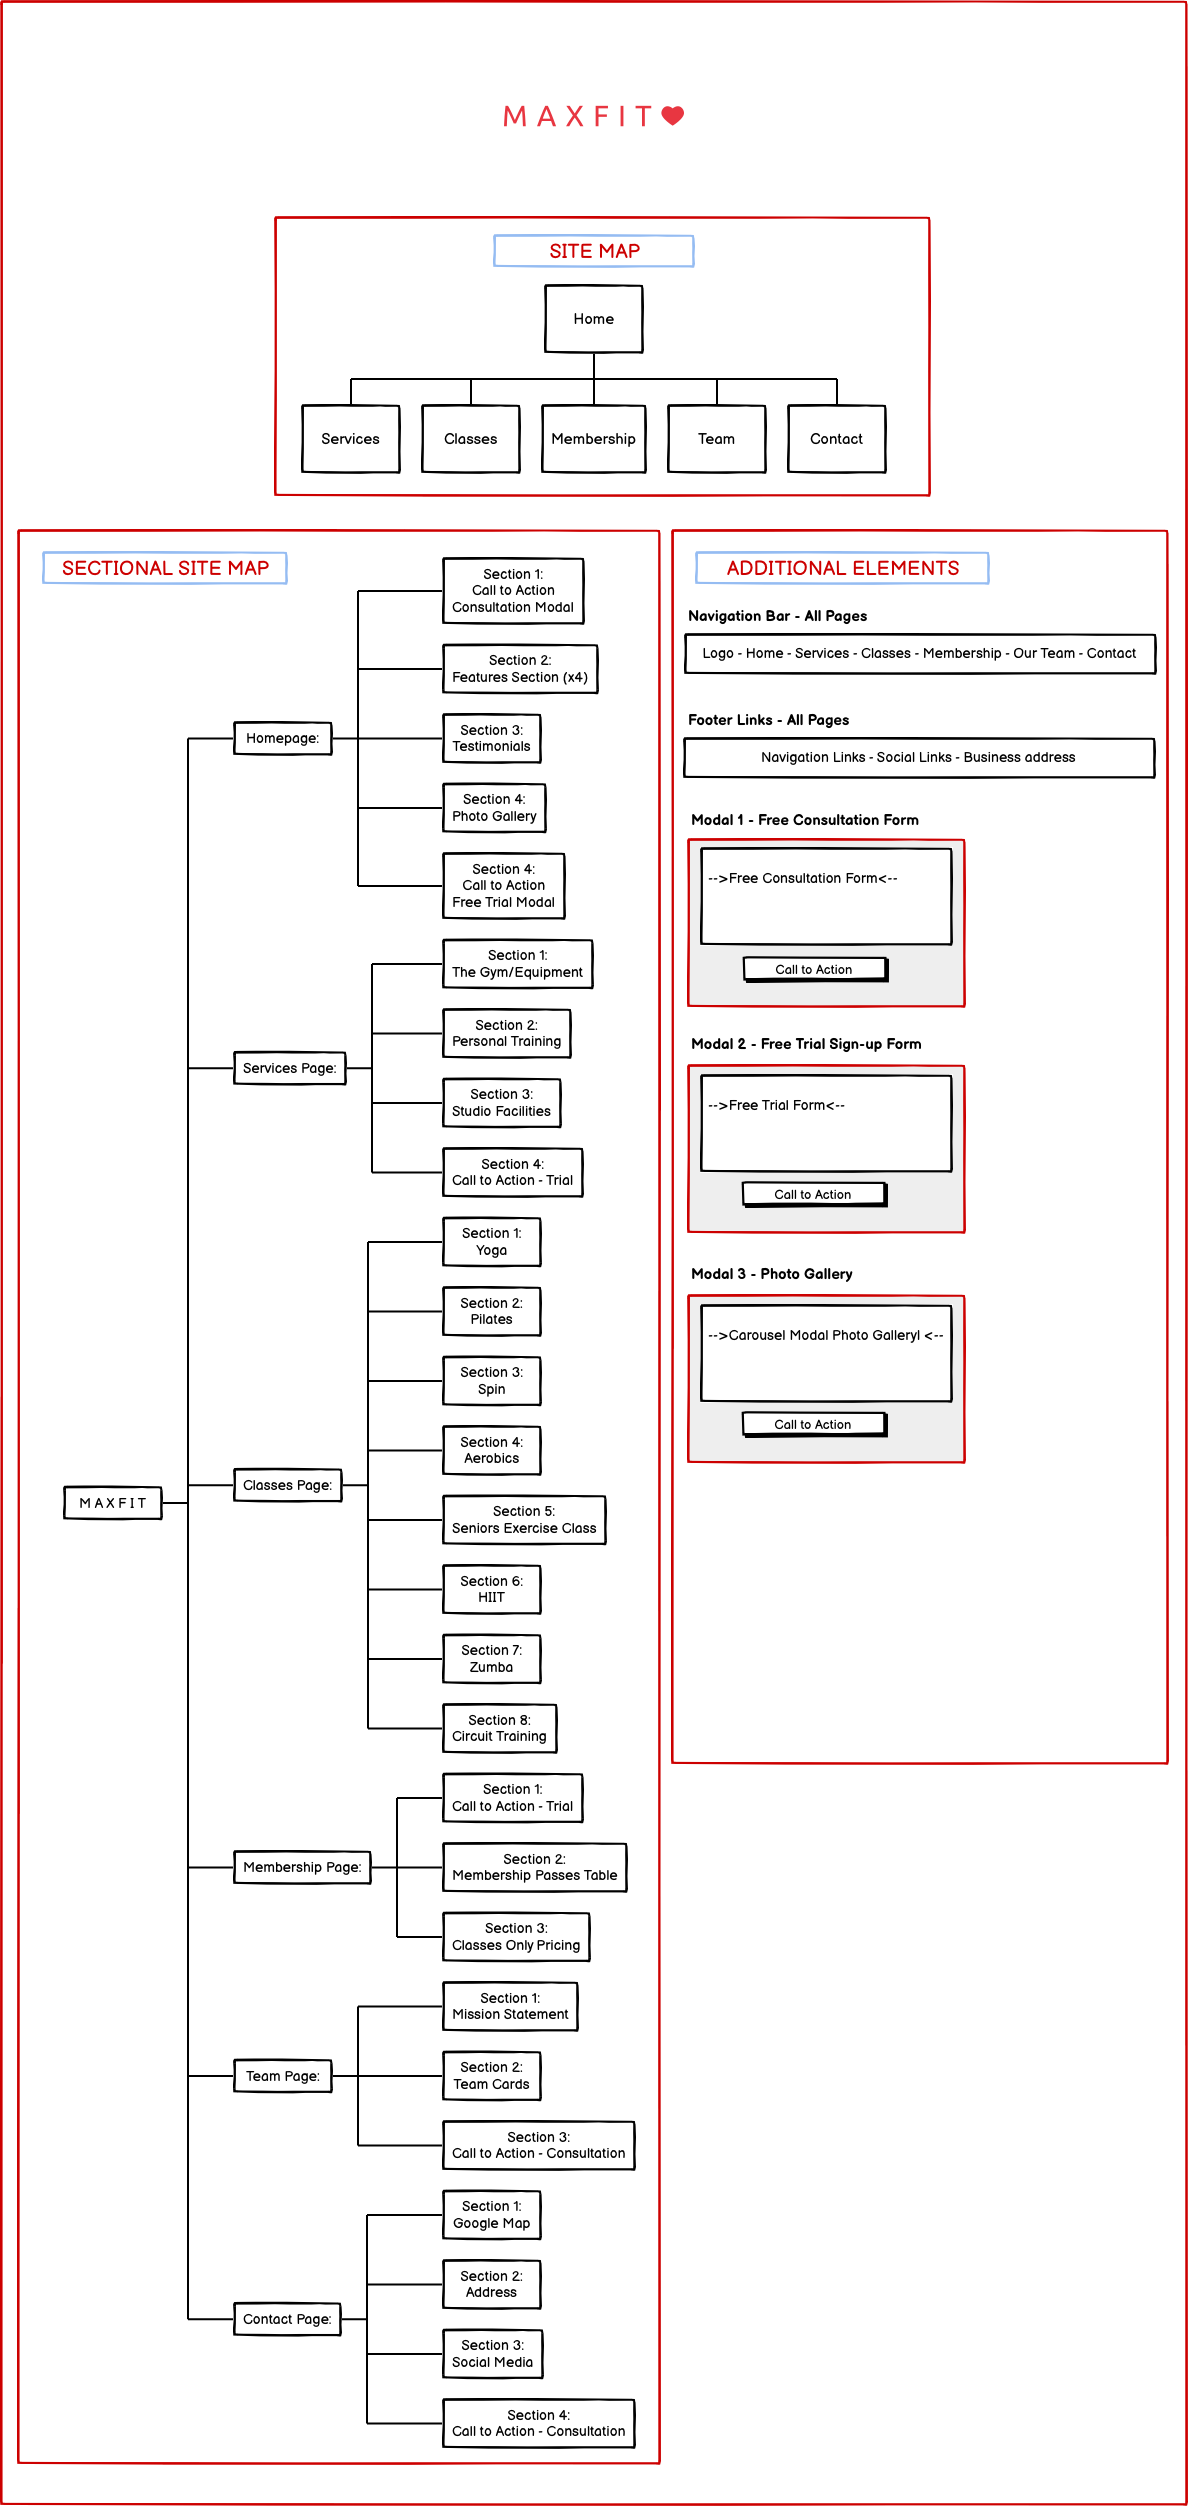 MAXFIT
SITE MAP
Home
Services
Classes
Membership
Team
Contact
SECTIONAL SITE MAP
MAXFIT
Homepage:
Section 1:
Call to Action
Consultation Modal
Section 2:
Features Section (x4)
Section 3:
Testimonials
Section 4:
Photo Gallery
Section 4:
Call to Action
Free Trial Modal
Services Page:
Section 1:
The Gym/Equipment
Section 2:
Personal Training
Section 3:
Studio Facilities
Section 4:
Call to Action - Trial
Classes Page:
Section 1:
Yoga
Section 2:
Pilates
Section 3:
Spin
Section 4:
Aerobics
Section 5:
Seniors Exercise Class
Section 6:
HIIT
Section 7:
Zumba
Section 8:
Circuit Training
Membership Page:
Section 1:
Call to Action - Trial
Section 2:
Membership Passes Table
Section 3:
Classes Only Pricing
Team Page:
Section 1:
Mission Statement
Section 2:
Team Cards
Section 3:
Call to Action - Consultation
Contact Page:
Section 1:
Google Map
Section 2:
Address
Section 3:
Social Media
Section 4:
Call to Action - Consultation
ADDITIONAL ELEMENTS
Navigation Bar - All Pages
Logo - Home - Services - Classes - Membership - Our Team - Contact
Footer Links - All Pages
Navigation Links - Social Links - Business address
Modal 1 - Free Consultation Form
-->Free Consultation Form<--
Call to Action
Modal 2 - Free Trial Sign-up Form
-->Free Trial Form<--
Call to Action
Modal 3 - Photo Gallery
-->Carousel Modal Photo Galleryl <--
Call to Action